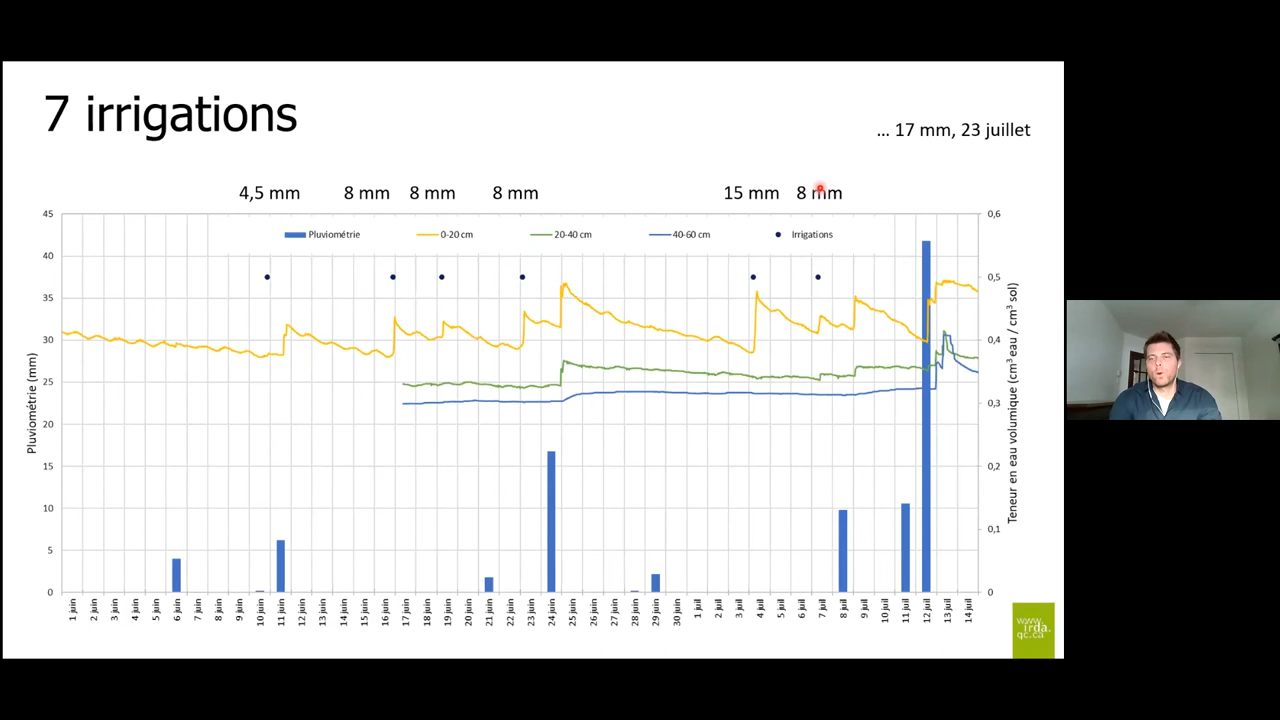 7 irrigations
... 17 mm, 23 juillet
4,5 mm 8 mm 8 mm 8 mm 15 mm 8 mm
45 0,6
Pluviométrie 0-20 cm 20-40 cm 40-60 cm Irrigations
40
35 0,5
30 0,4
25
0,3
20
15 0,2
10
0,1
5
0 0
Pluviométrie (mm)
Teneur en eau volumique (cm³ eau / cm³ sol)
1 juin 2 juin 3 juin 4 juin 5 juin 6 juin 7 juin 8 juin 9 juin 10 juin 11 juin 12 juin 13 juin 14 juin 15 juin 16 juin 17 juin 18 juin 19 juin 20 juin 21 juin 22 juin 23 juin 24 juin 25 juin 26 juin 27 juin 28 juin 29 juin 30 juin 1 juil 2 juil 3 juil 4 juil 5 juil 6 juil 7 juil 8 juil 9 juil 10 juil 11 juil 12 juil 13 juil 14 juil
www.
irda.
qc.ca